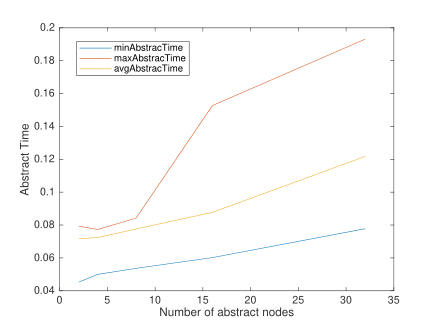 0.2
0.18
0.16
0.14
0.12
0.1
0.08
0.06
0.04
Abstract Time
minAbstracTime
maxAbstracTime
avgAbstracTime
0 5 10 15 20 25 30 35
Number of abstract nodes